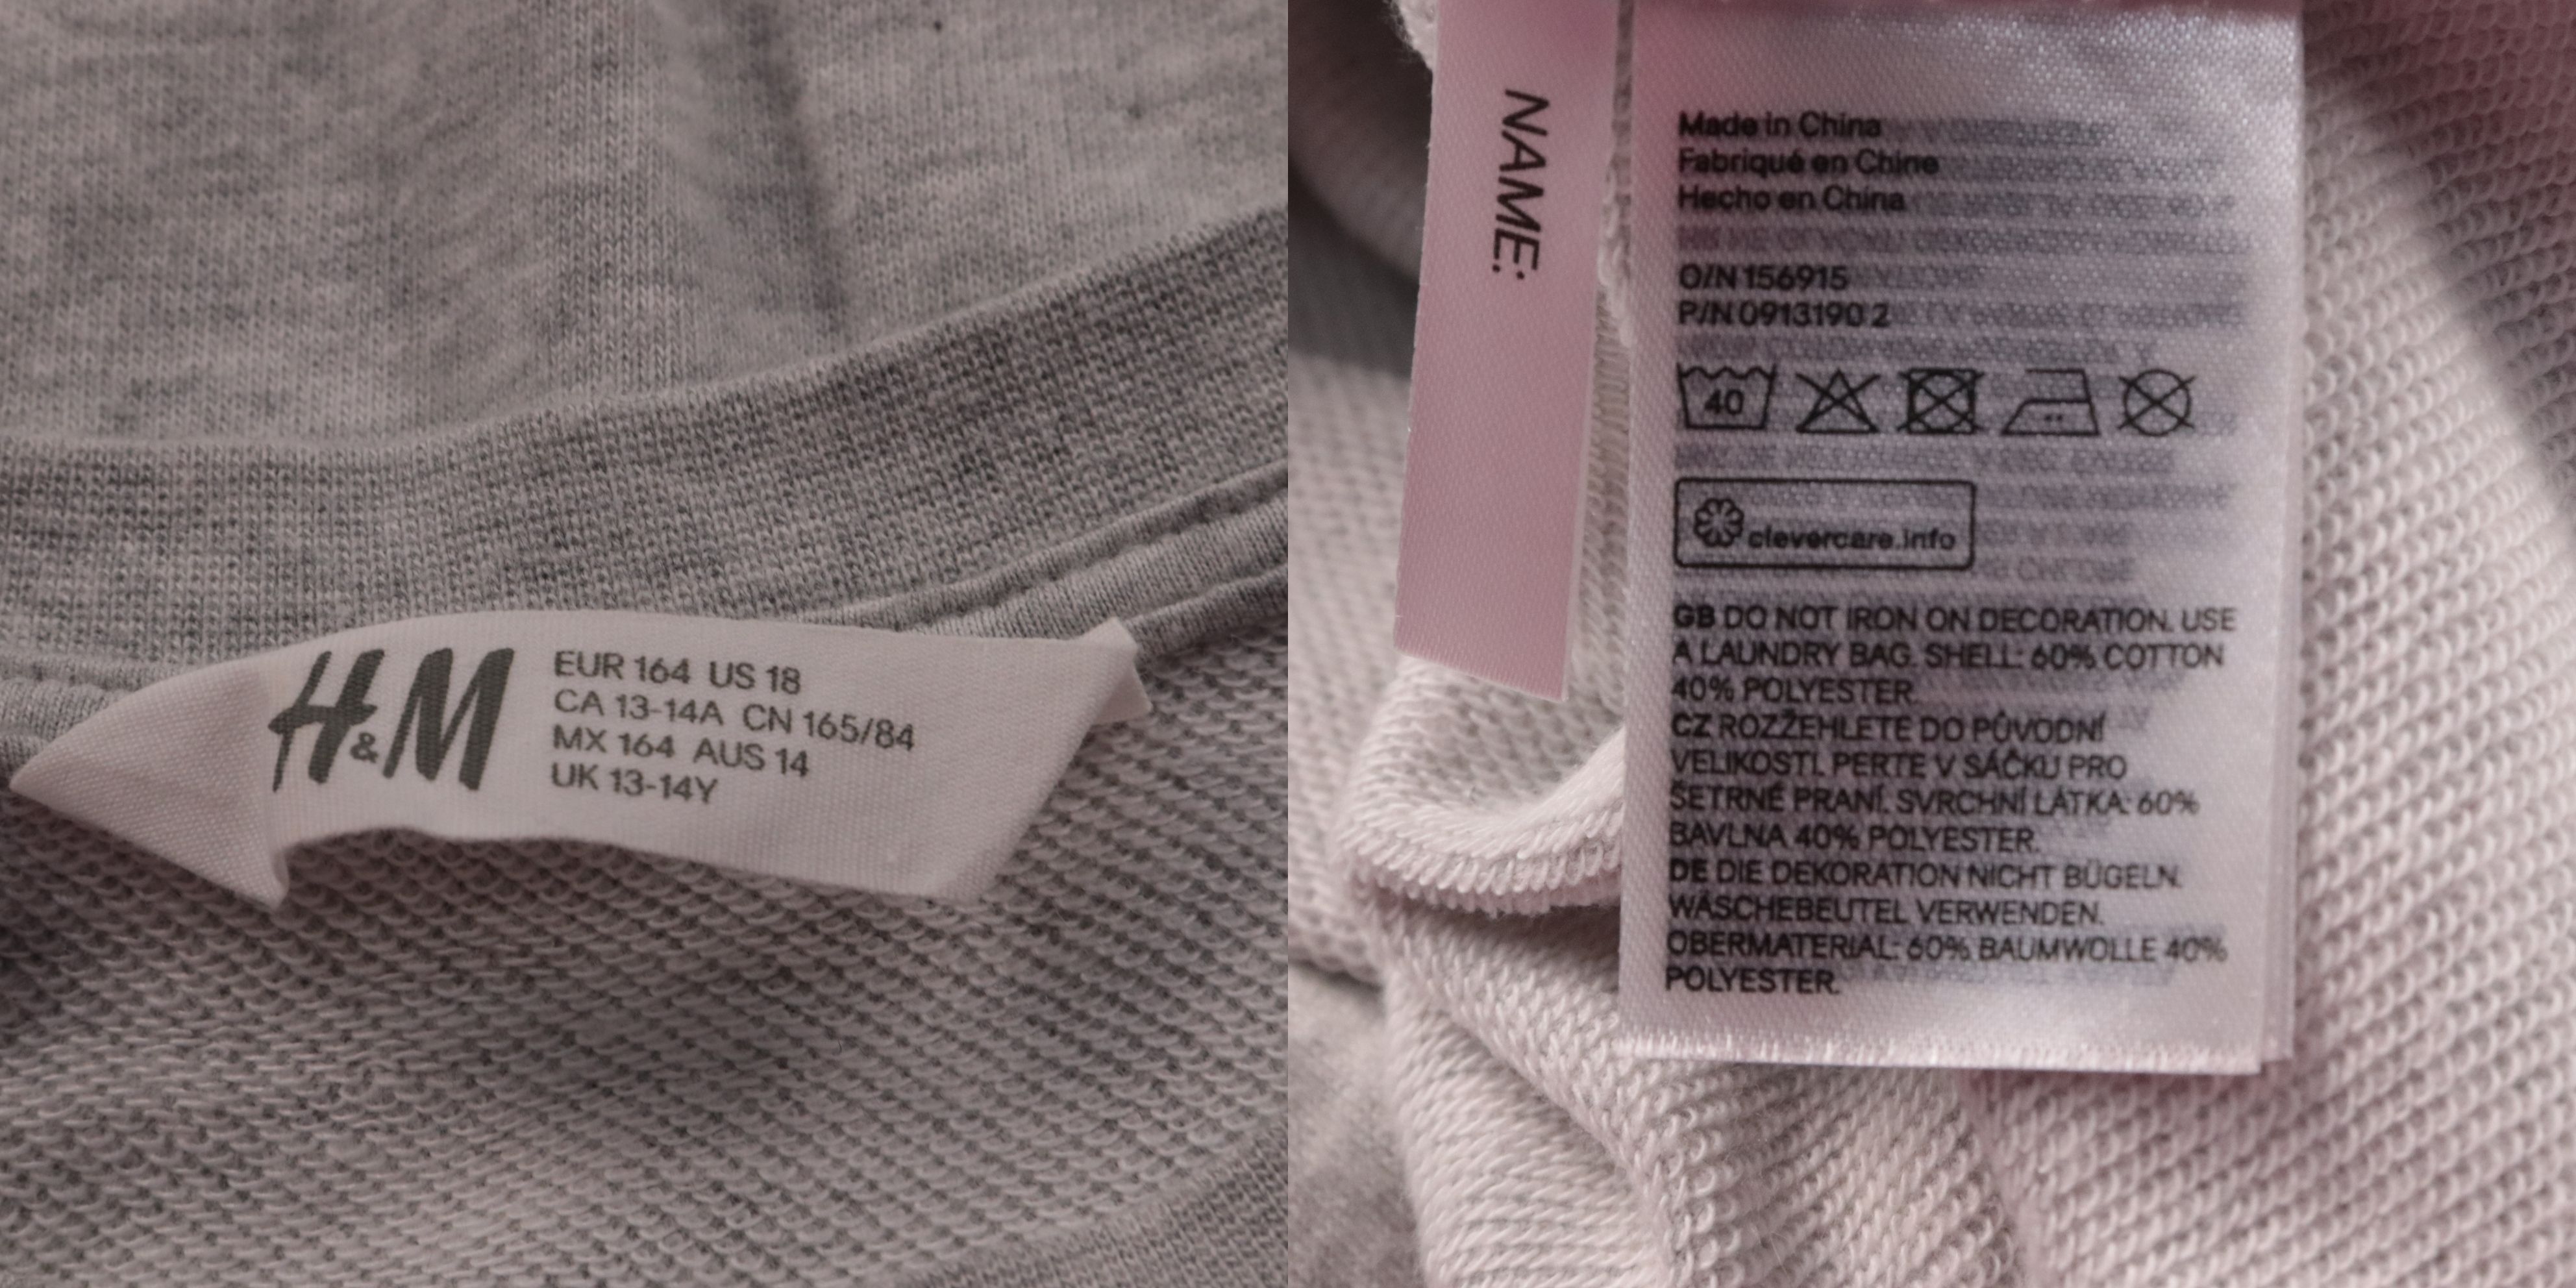 H&M
EUR 164 US 18
CA 13-14A CN 165/84
MX 164 AUS 14
UK 13-14Y
NAME:
Made in China
Fabriqué en Chine
Hecho en China
O/N 156915
P/N 0913190 2
40
clevercare.info
GB DO NOT IRON ON DECORATION. USE
A LAUNDRY BAG. SHELL: 60% COTTON
40% POLYESTER.
CZ ROZŽEHLETE DO PŮVODNÍ
VELIKOSTI. PERTE V SÁČKU PRO
ŠETRNÉ PRANÍ. SVRCHNÍ LÁTKA: 60%
BAVLNA 40% POLYESTER.
DE DIE DEKORATION NICHT BÜGELN.
WÄSCHEBEUTEL VERWENDEN.
OBERMATERIAL: 60% BAUMWOLLE 40%
POLYESTER.